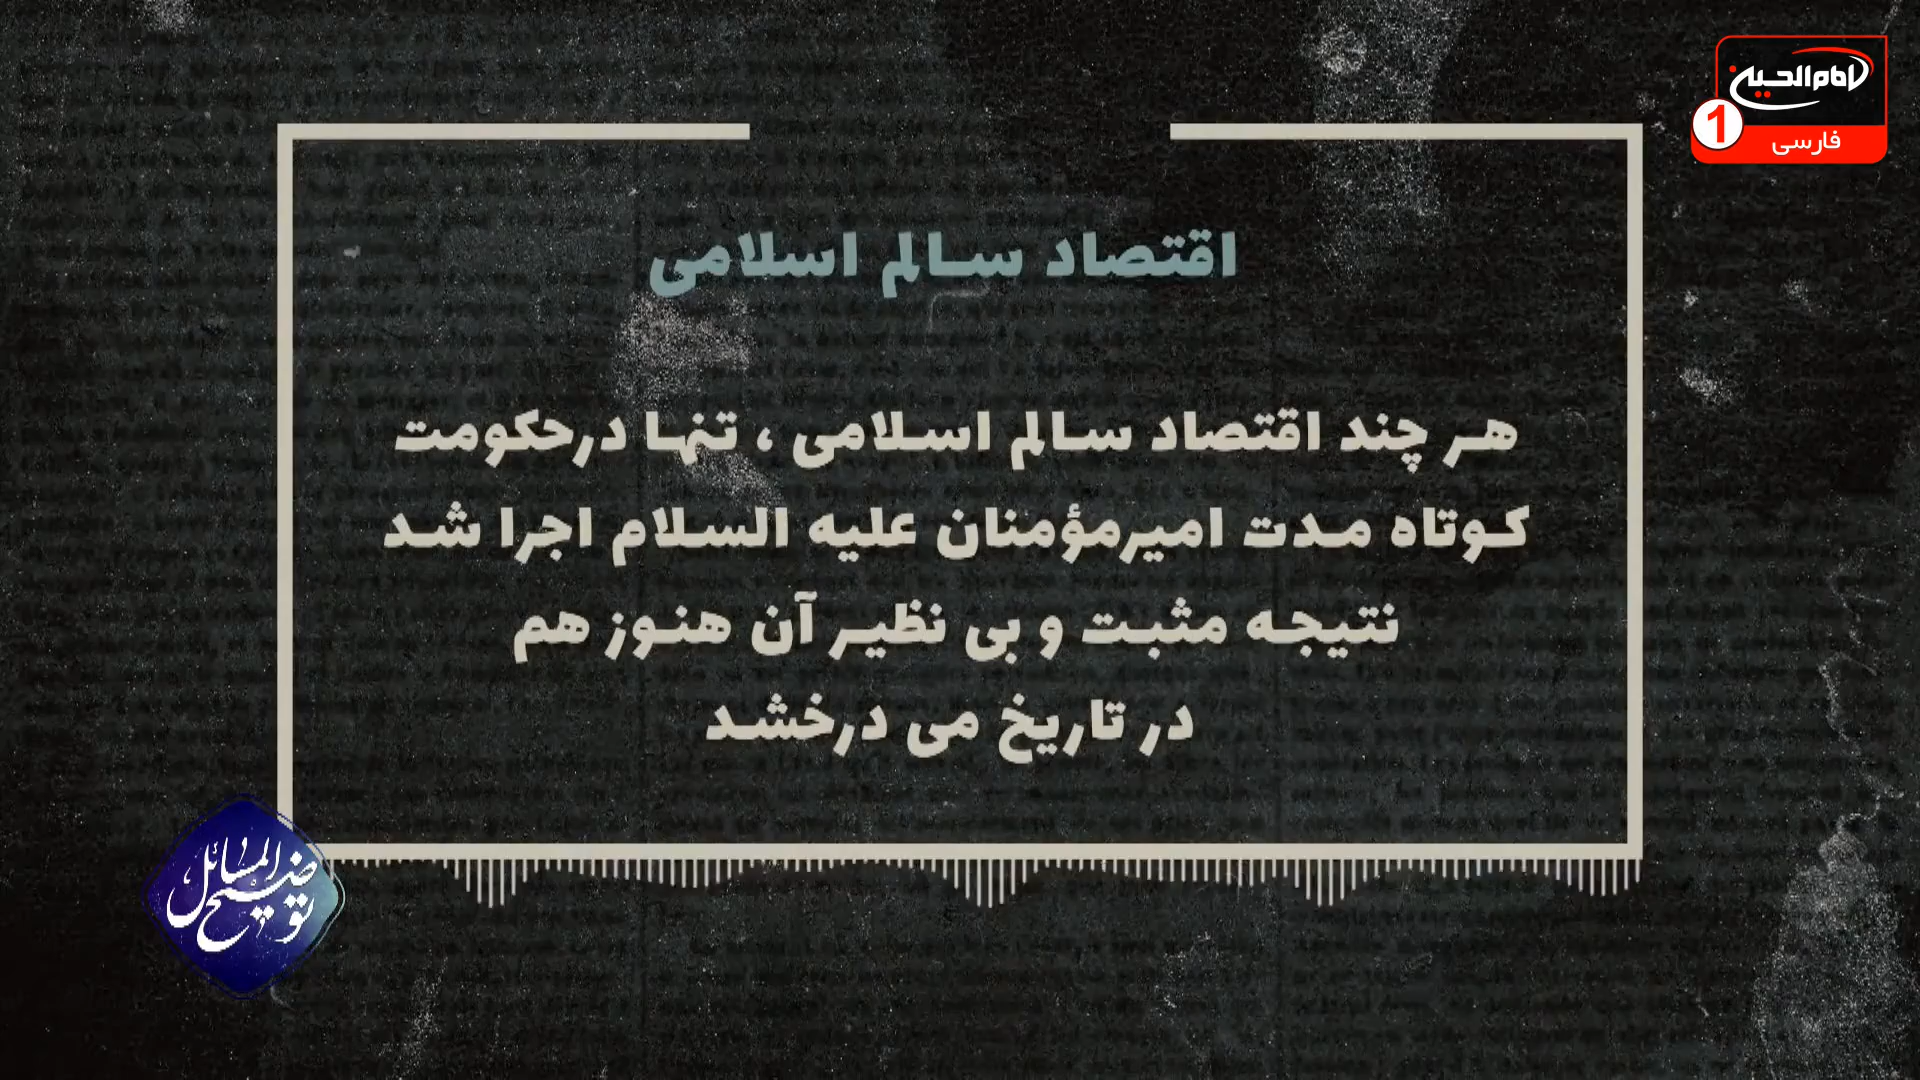 امام الحسین
1
فارسی
اقتصاد سالم اسلامی
هر چند اقتصاد سالم اسلامی ، تنها درحکومت
کوتاه مدت امیرمؤمنان علیه السلام اجرا شد
نتیجه مثبت و بی نظیر آن هنوز هم
در تاریخ می درخشد
توضیح المسائل